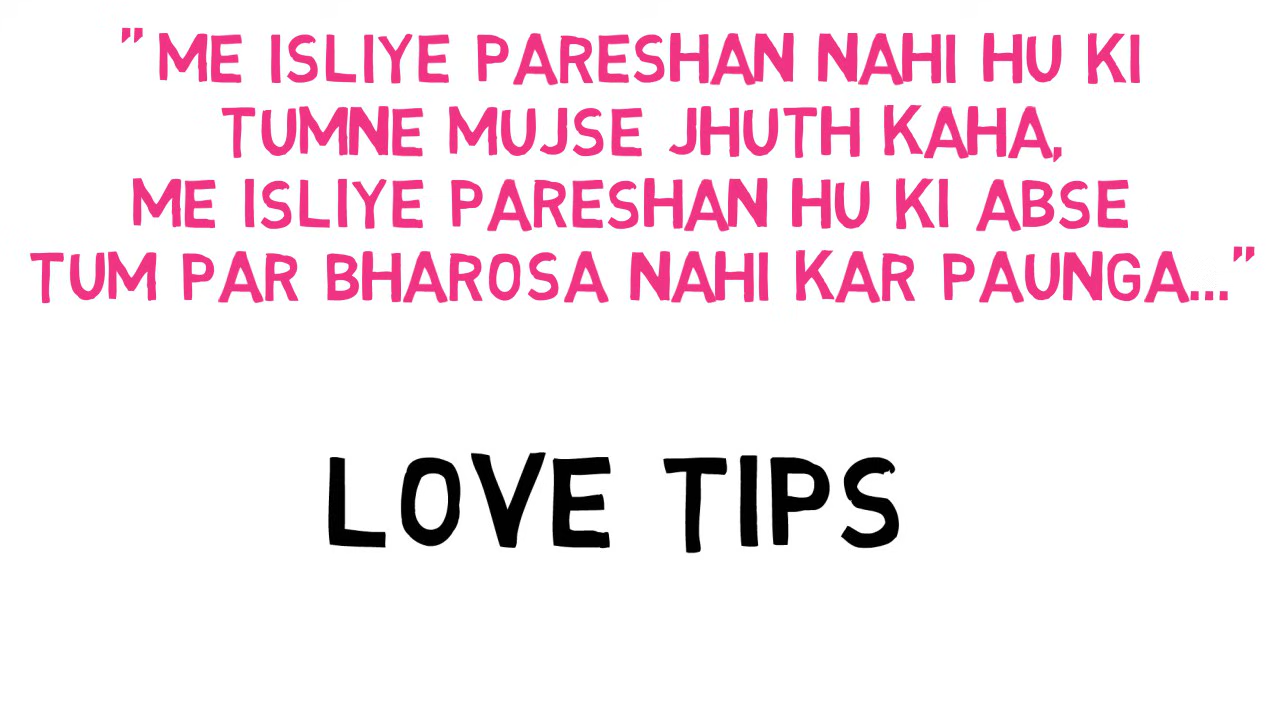 "ME ISLIYE PARESHAN NAHI HU KI
TUMNE MUJSE JHUTH KAHA,
ME ISLIYE PARESHAN HU KI ABSE
TUM PAR BHAROSA NAHI KAR PAUNGA..."
LOVE TIPS